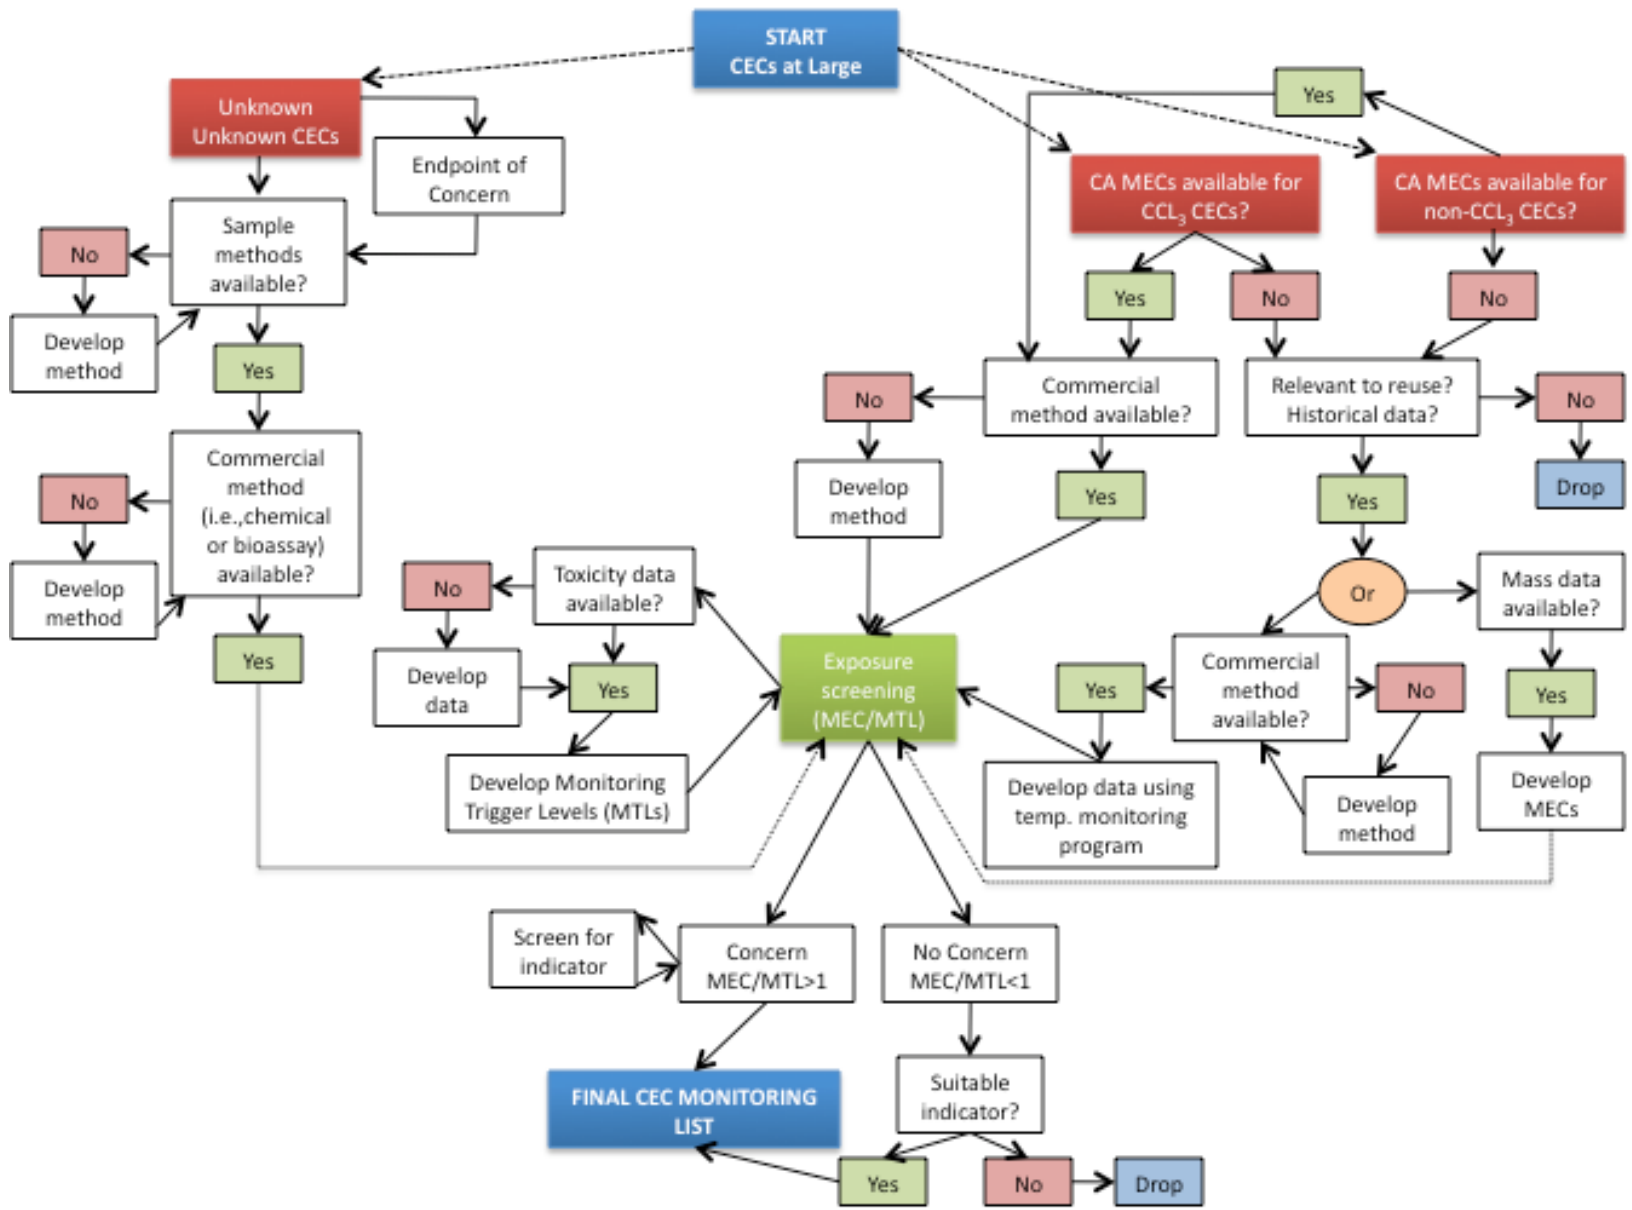 START
CECs at Large
Unknown
Unknown CECs
Endpoint of
Concern
Sample
methods
available?
No
Develop
method
Yes
Commercial
method
(i.e.,chemical
or bioassay)
available?
No
Develop
method
Yes
Yes
CA MECs available for
CCL3 CECs?
CA MECs available for
non-CCL3 CECs?
Yes
No
No
Commercial
method available?
No
Develop
method
Yes
Relevant to reuse?
Historical data?
No
Drop
Yes
Or
Mass data
available?
Yes
Develop
MECs
Commercial
method
available?
Yes
No
Develop
method
Develop data using
temp. monitoring
program
Toxicity data
available?
No
Develop
data
Yes
Develop Monitoring
Trigger Levels (MTLs)
Exposure
screening
(MEC/MTL)
Screen for
indicator
Concern
MEC/MTL>1
No Concern
MEC/MTL<1
Suitable
indicator?
FINAL CEC MONITORING
LIST
Yes
No
Drop